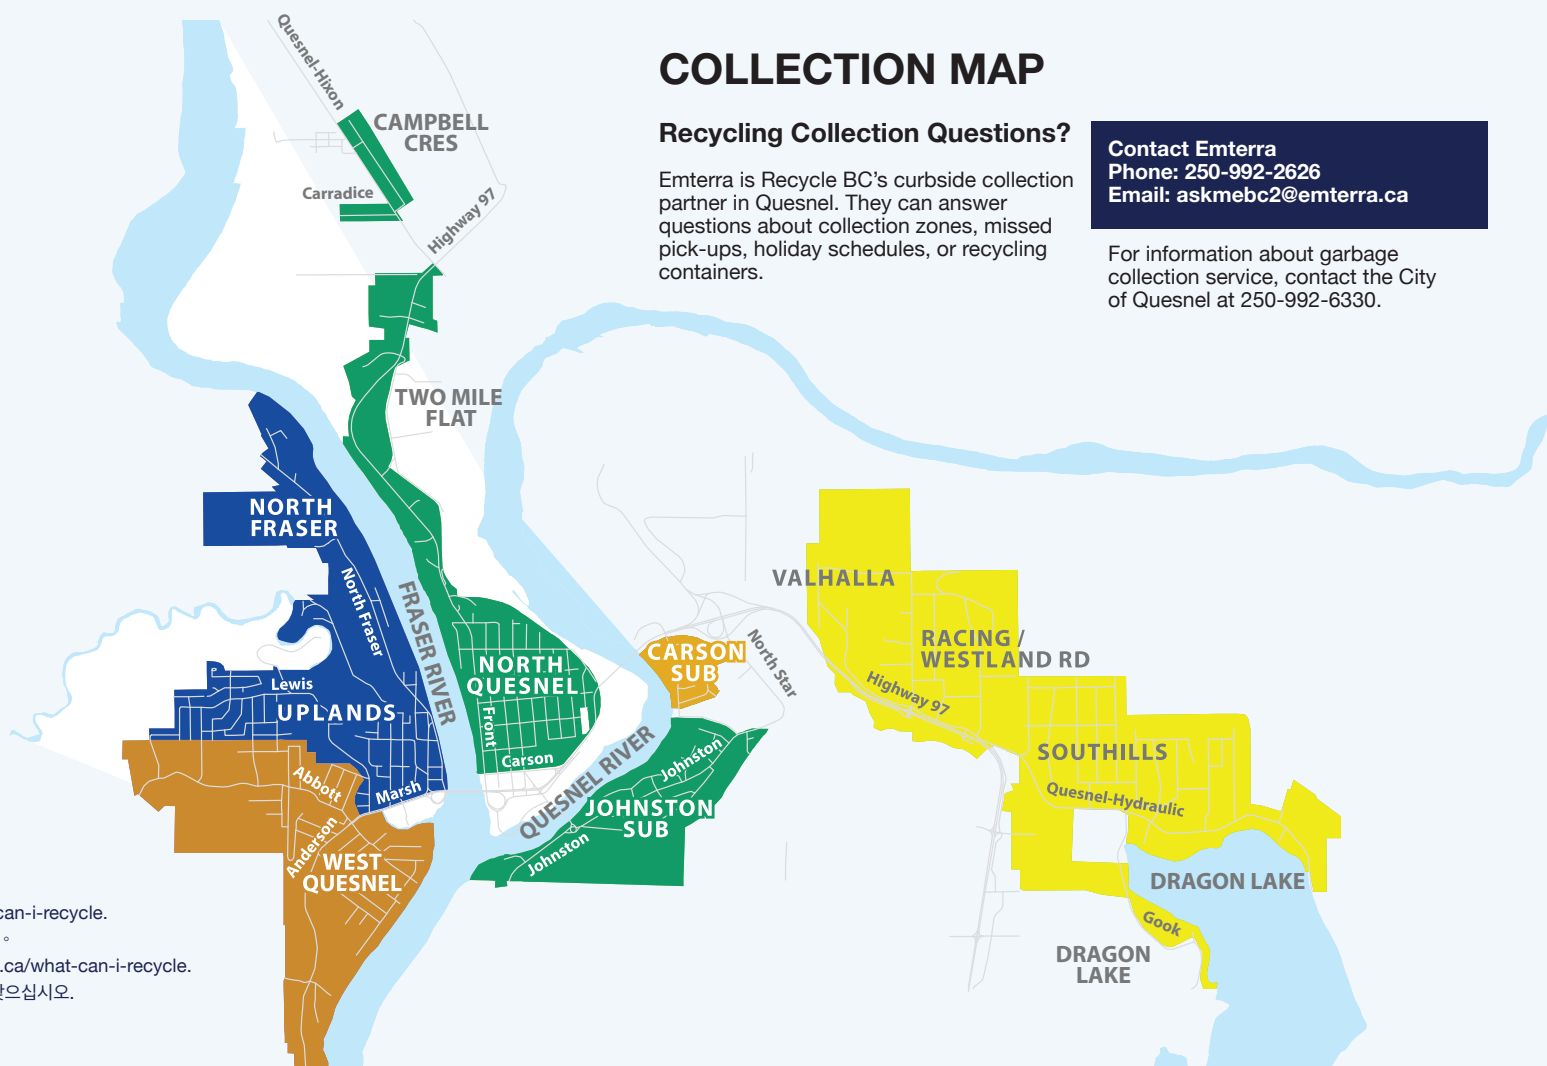 COLLECTION MAP
Recycling Collection Questions?
Emterra is Recycle BC’s curbside collection
partner in Quesnel. They can answer
questions about collection zones, missed
pick-ups, holiday schedules, or recycling
containers.
Contact Emterra
Phone: 250-992-2626
Email: askmebc2@emterra.ca
For information about garbage
collection service, contact the City
of Quesnel at 250-992-6330.
Quesnel-Hixon
CAMPBELL
CRES
Carradice
Highway 97
TWO MILE
FLAT
NORTH
FRASER
North Fraser
FRASER RIVER
Lewis
UPLANDS
NORTH
QUESNEL
Front
Carson
CARSON
SUB
North Star
VALHALLA
RACING /
WESTLAND RD
Highway 97
SOUTHILLS
Quesnel-Hydraulic
QUESNEL RIVER
Johnston
JOHNSTON
SUB
Johnston
Abbott
Marsh
Anderson
WEST
QUESNEL
DRAGON LAKE
Gook
DRAGON
LAKE
can-i-recycle.
。
.ca/what-can-i-recycle.
찾으십시오.